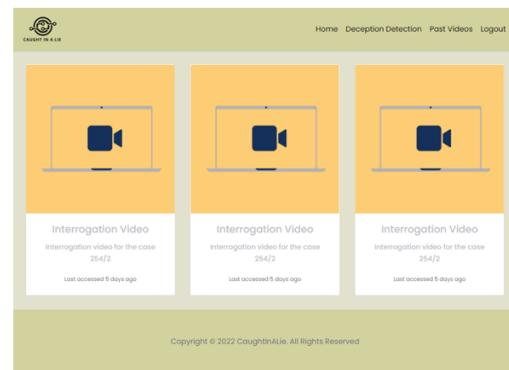 CAUGHT IN A LIE
Home Deception Detection Past Videos Logout
Interrogation Video
Interrogation video for the case
254/2
Last accessed 5 days ago
Interrogation Video
Interrogation video for the case
254/2
Last accessed 5 days ago
Interrogation Video
Interrogation video for the case
254/2
Last accessed 5 days ago
Copyright © 2022 CaughtInALie. All Rights Reserved